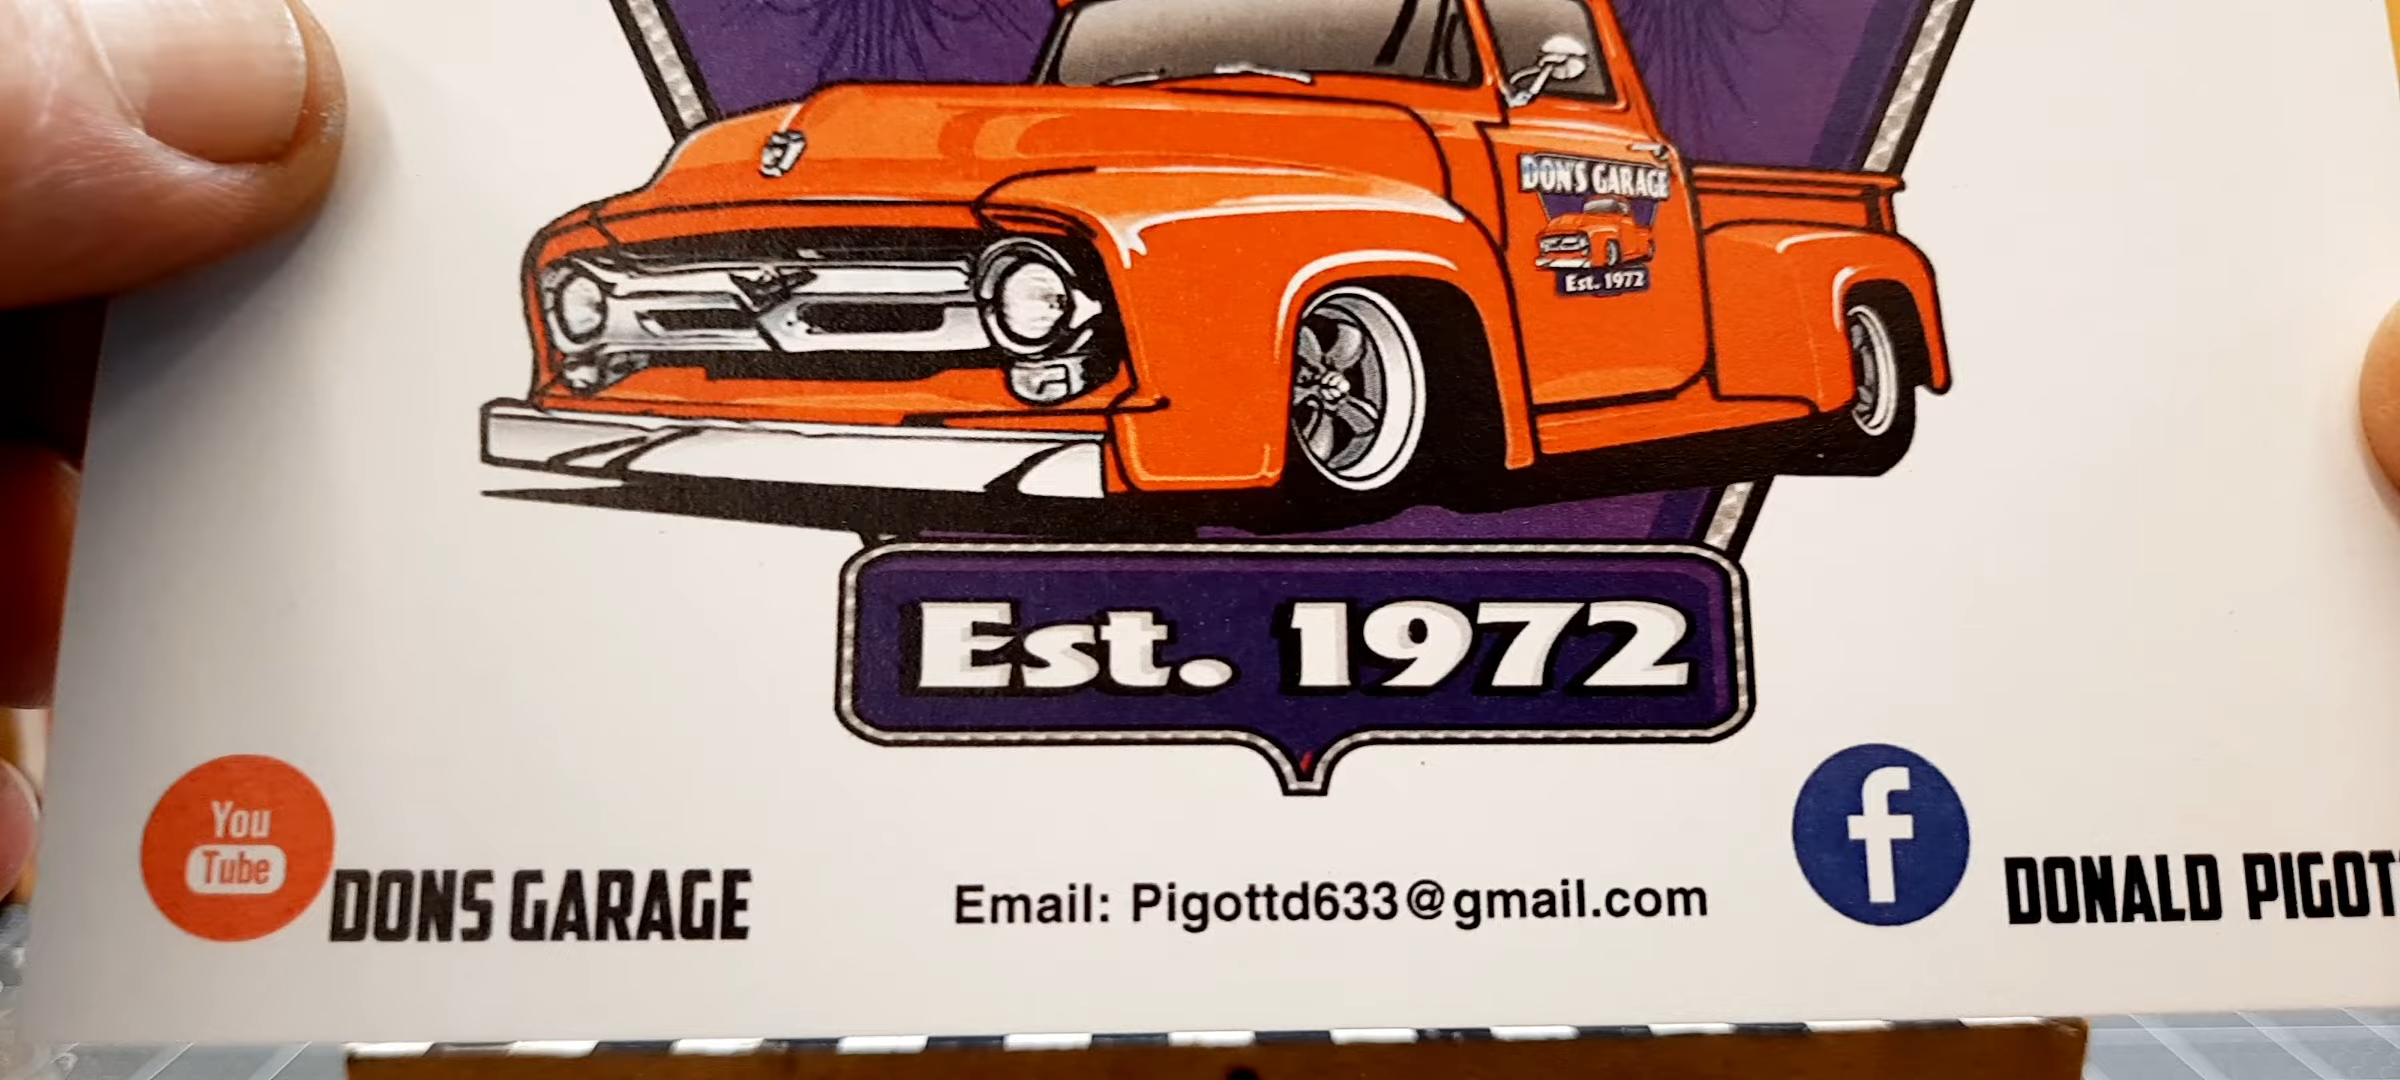 DON'S GARAGE
Est. 1972
Est. 1972
You
Tube
DONS GARAGE
Email: Pigottd633@gmail.com
f
DONALD PIGOT